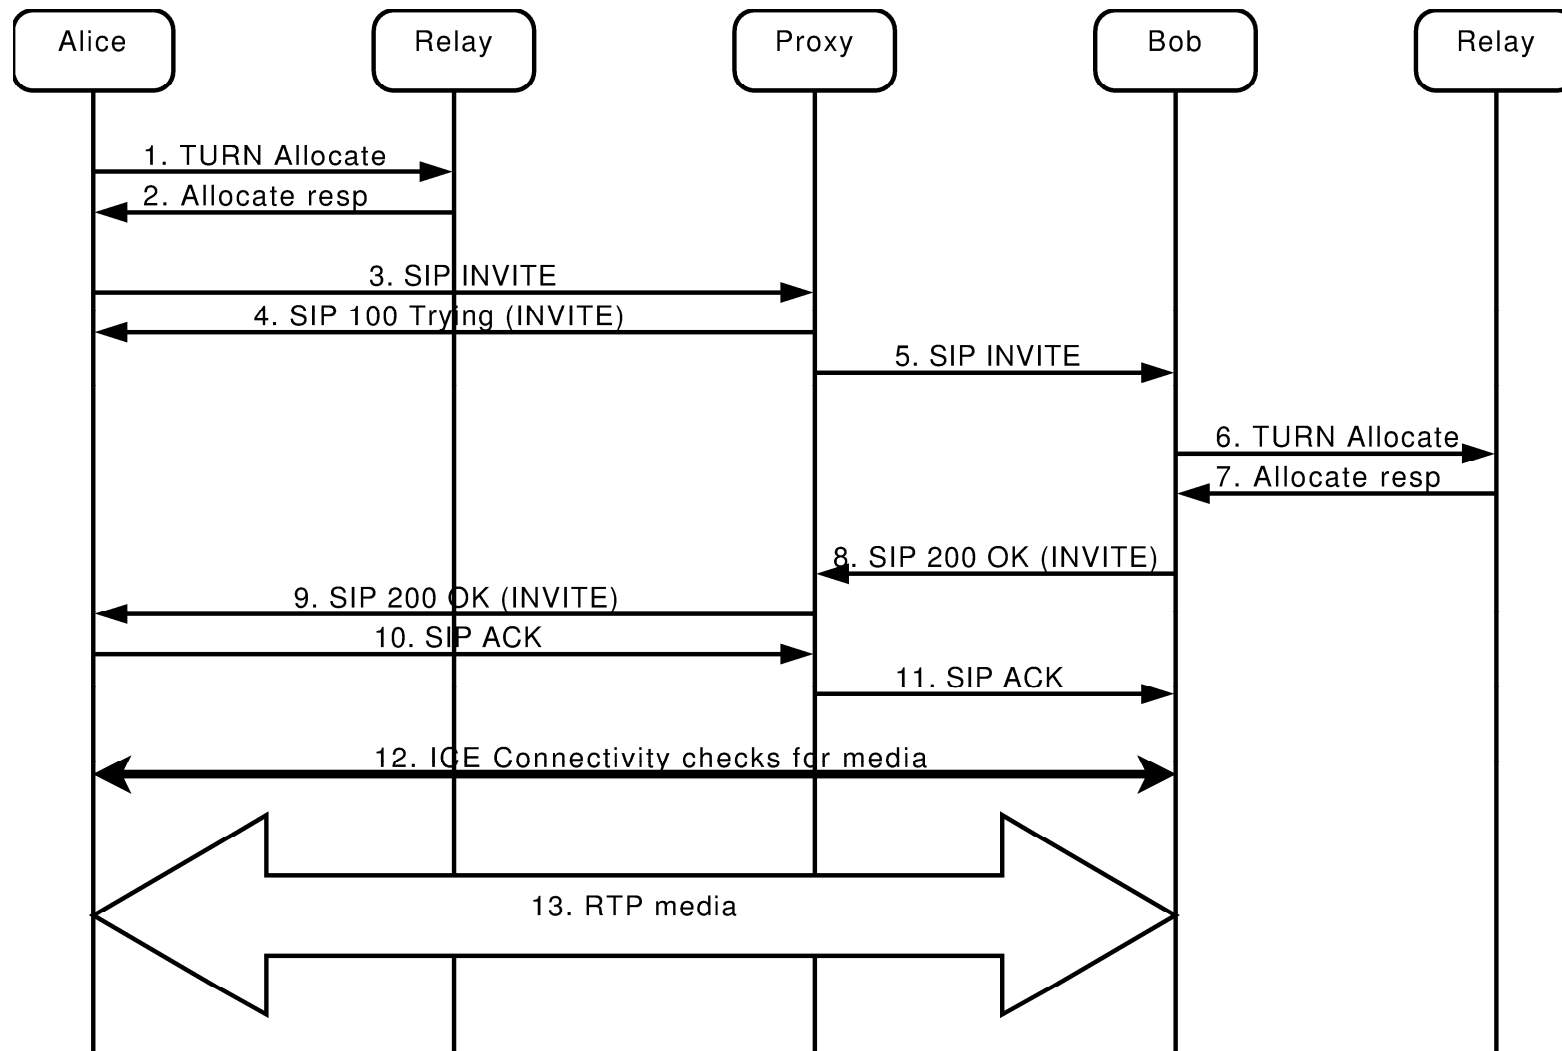 Alice
Relay
Proxy
Bob
Relay
1. TURN Allocate
2. Allocate resp
3. SIP INVITE
4. SIP 100 Trying (INVITE)
5. SIP INVITE
6. TURN Allocate
7. Allocate resp
8. SIP 200 OK (INVITE)
9. SIP 200 OK (INVITE)
10. SIP ACK
11. SIP ACK
12. ICE Connectivity checks for media
13. RTP media